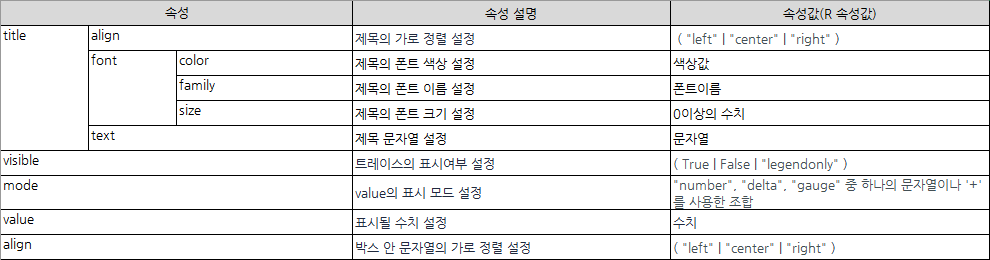 속성 속성 설명 속성값(R 속성값)
title align 제목의 가로 정렬 설정 ( "left" | "center" | "right" )
font color 제목의 폰트 색상 설정 색상값
family 제목의 폰트 이름 설정 폰트이름
size 제목의 폰트 크기 설정 0이상의 수치
text 제목 문자열 설정 문자열
visible 트레이스의 표시여부 설정 ( True | False | "legendonly" )
mode value의 표시 모드 설정 "number", "delta", "gauge" 중 하나의 문자열이나 '+'
를 사용한 조합
value 표시될 수치 설정 수치
align 박스 안 문자열의 가로 정렬 설정 ( "left" | "center" | "right" )